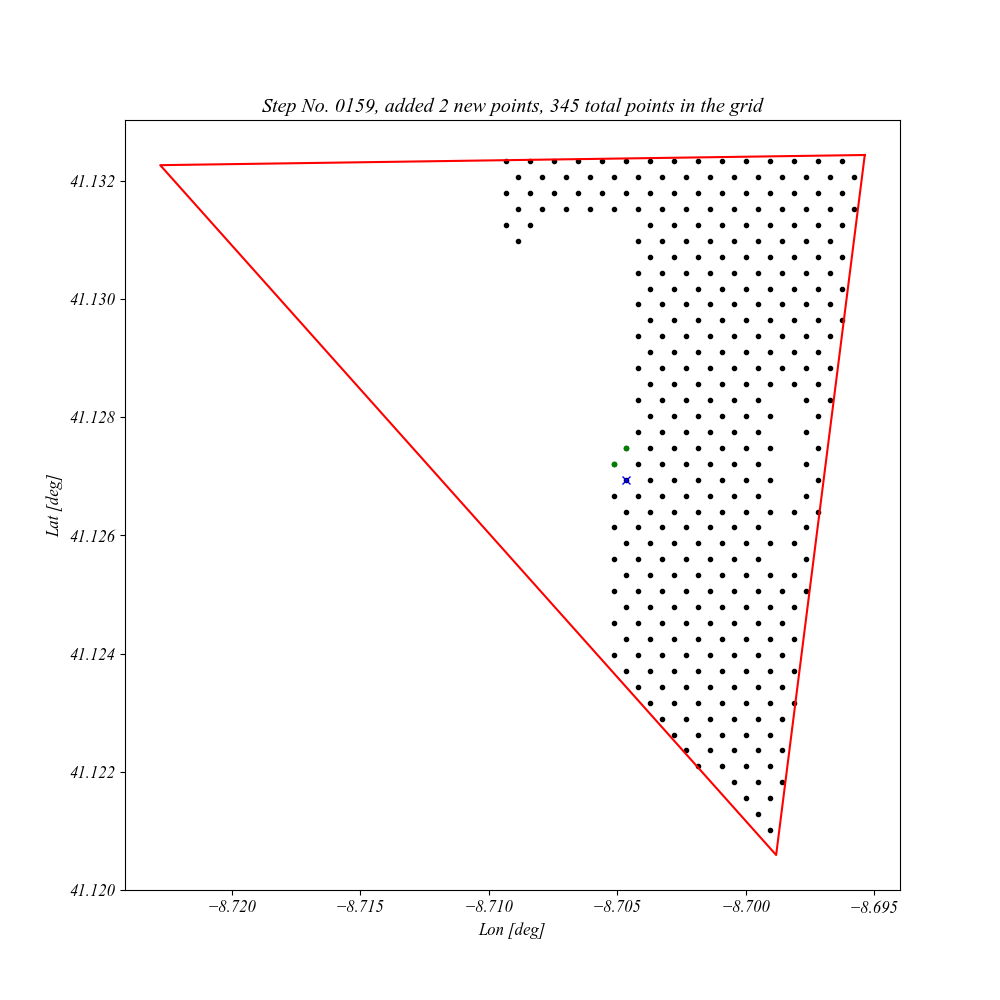 Step No. 0159, added 2 new points, 345 total points in the grid
41.132
41.130
41.128
41.126
41.124
41.122
41.120
Lat [deg]
−8.720 −8.715 −8.710 −8.705 −8.700 −8.695
Lon [deg]